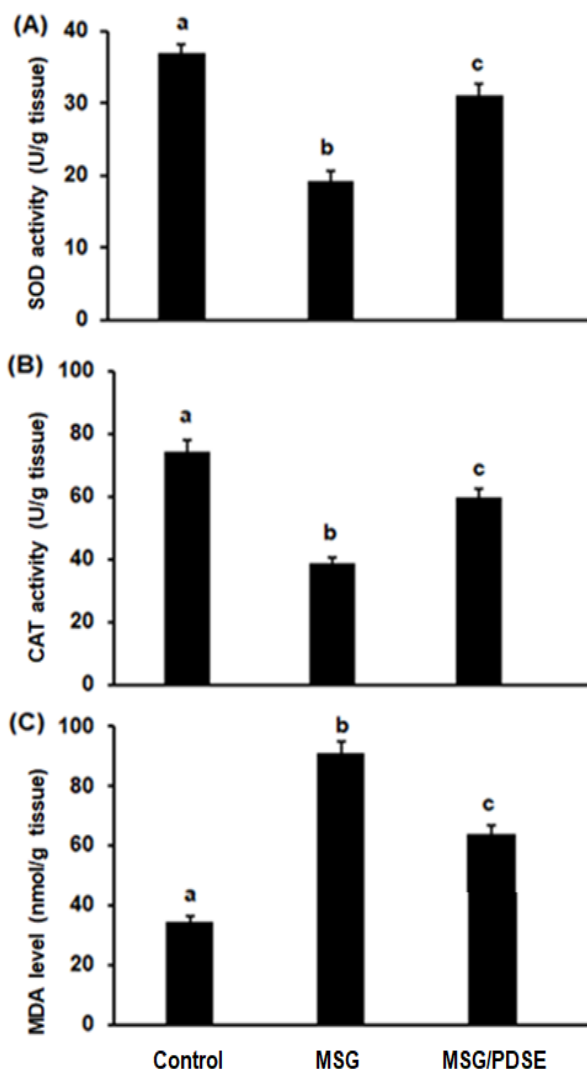 (A)
SOD activity (U/g tissue)
40
30
20
10
0
a
b
c
(B)
CAT activity (U/g tissue)
100
80
60
40
20
0
a
b
c
(C)
MDA level (nmol/g tissue)
100
80
60
40
20
0
a
b
c
Control MSG MSG/PDSE